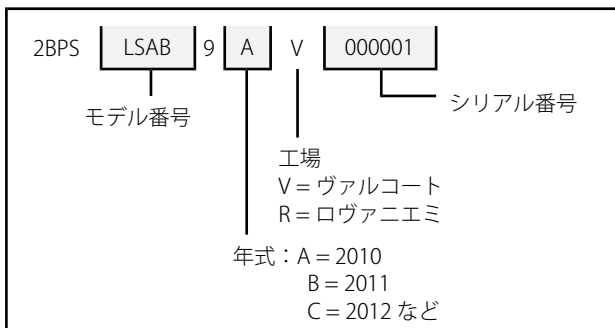 2BPS LSAB 9 A V 000001
モデル番号
シリアル番号
工場
V = ヴァルコート
R = ロヴァニエミ
年式：A = 2010
B = 2011
C = 2012 など